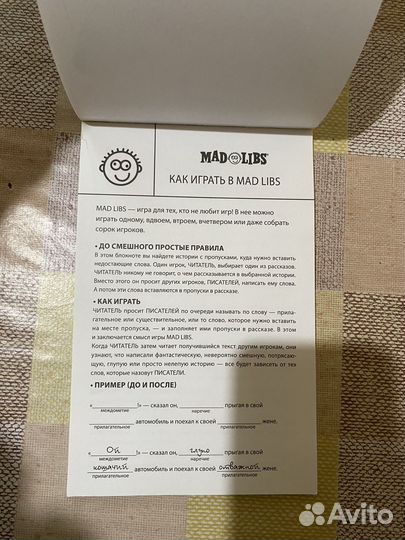 MAD LIBS
КАК ИГРАТЬ В MAD LIBS
MAD LIBS — игра для тех, кто не любит игр! В нее можно
играть одному, вдвоем, втроем, вчетвером или даже собрать
сорок игроков.
• ДО СМЕШНОГО ПРОСТЫЕ ПРАВИЛА
В этом блокноте вы найдете истории с пропусками, куда нужно вставить
недостающие слова. Один игрок, ЧИТАТЕЛЬ, выбирает один из рассказов.
ЧИТАТЕЛЬ никому не говорит, о чем рассказывается в выбранной истории.
Вместо этого он просит других игроков, ПИСАТЕЛЕЙ, написать ему слова.
А потом эти слова вставляются в пропуски в рассказе.
• КАК ИГРАТЬ
ЧИТАТЕЛЬ просит ПИСАТЕЛЕЙ по очереди назвать по слову — прила-
гательное или существительное, или то слово, которое нужно вставить
на месте пропуска, — и заполняет ими пропуски в рассказе. В этом
и заключается смысл игры MAD LIBS.
Когда ЧИТАТЕЛЬ затем читает получившийся текст другим игрокам, они
узнают, что написали фантастическую, невероятно смешную, потрясаю-
щую, глупую или просто нелепую историю — все будет зависеть от тех
слов, которые назовут ПИСАТЕЛИ.
• ПРИМЕР (ДО И ПОСЛЕ)
« !» — сказал он, прыгая в свой
междометие наречие
автомобиль и поехал к своей жене.
прилагательное прилагательное
« Ой !» — сказал он, глупо прыгая в свой
междометие наречие
кошачий автомобиль и поехал к своей отважной жене.
прилагательное прилагательное
Avito